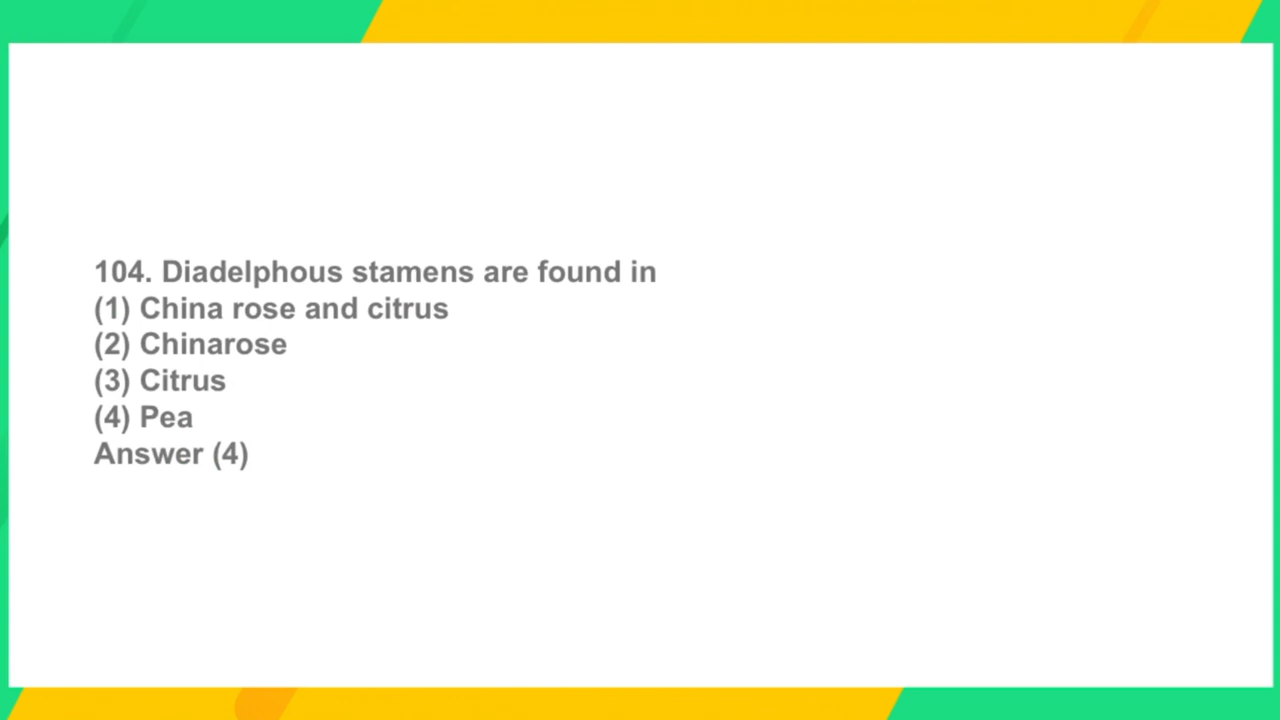 104. Diadelphous stamens are found in
(1) China rose and citrus
(2) Chinarose
(3) Citrus
(4) Pea
Answer (4)